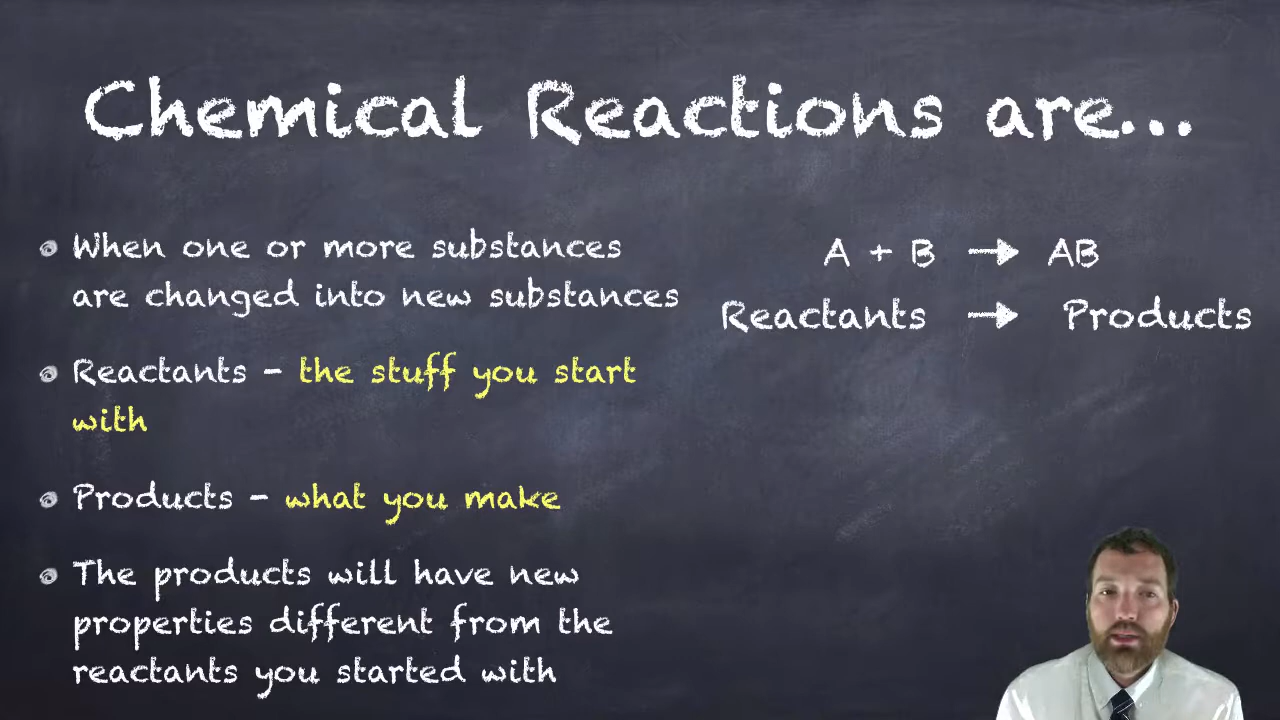 Chemical Reactions are...
When one or more substances
are changed into new substances
Reactants - the stuff you start
with
Products - what you make
The products will have new
properties different from the
reactants you started with
A + B → AB
Reactants → Products